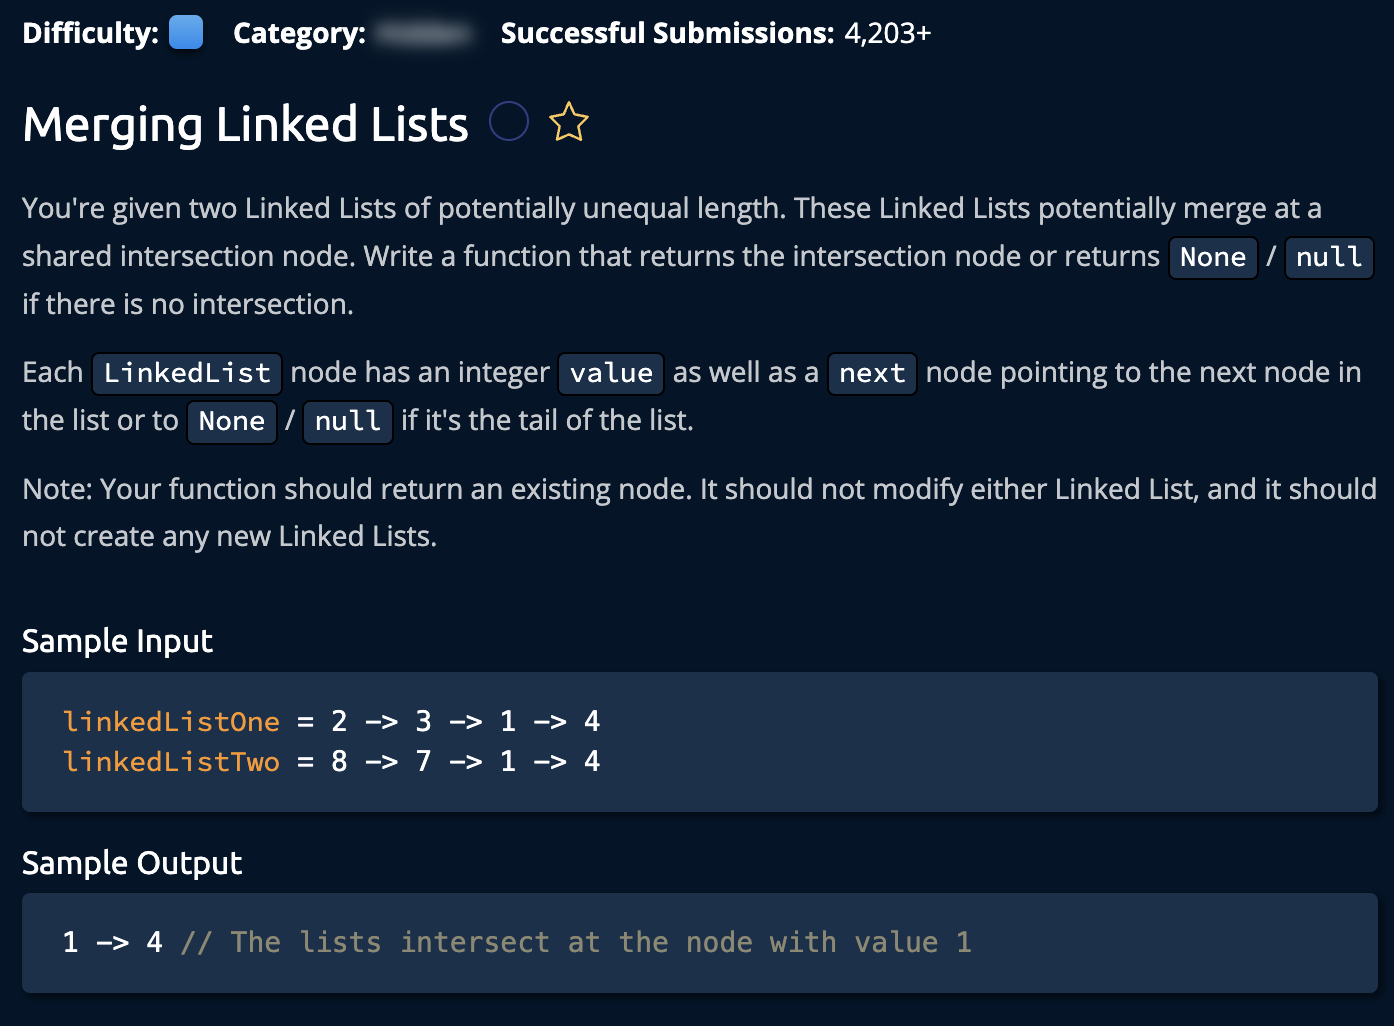 Difficulty: Category: Successful Submissions: 4,203+
Merging Linked Lists
You're given two Linked Lists of potentially unequal length. These Linked Lists potentially merge at a
shared intersection node. Write a function that returns the intersection node or returns None / null
if there is no intersection.
Each LinkedList node has an integer value as well as a next node pointing to the next node in
the list or to None / null if it's the tail of the list.
Note: Your function should return an existing node. It should not modify either Linked List, and it should
not create any new Linked Lists.
Sample Input
linkedListOne = 2 -> 3 -> 1 -> 4
linkedListTwo = 8 -> 7 -> 1 -> 4
Sample Output
1 -> 4 // The lists intersect at the node with value 1